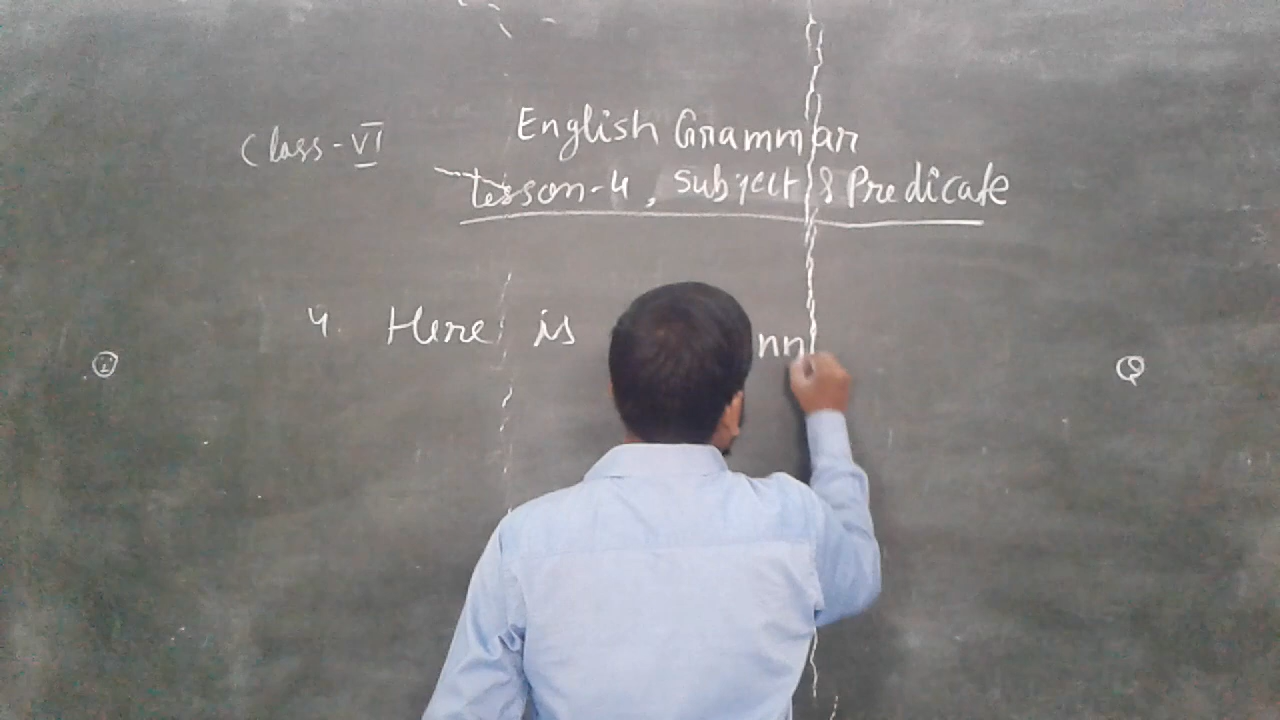 Class-VI
English Grammar
Lesson-4, Subject & Predicate
4. Here is